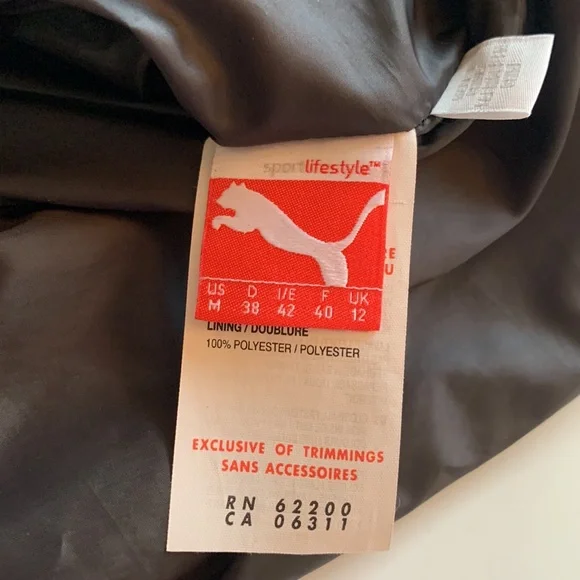 sportlifestyle™
US D I/E F UK
M 38 42 40 12
RE
U
LINING / DOUBLURE
100% POLYESTER / POLYESTER
EXCLUSIVE OF TRIMMINGS
SANS ACCESSOIRES
RN 62200
CA 06311